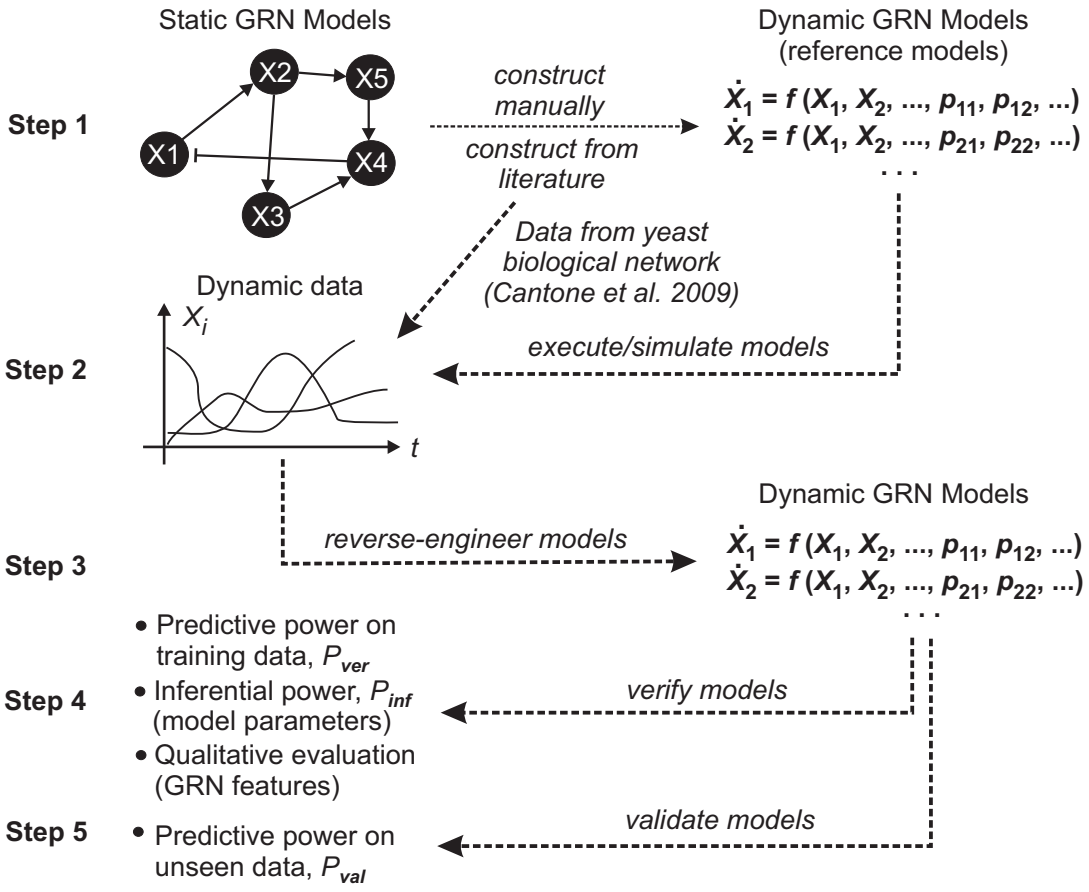 Static GRN Models
Dynamic GRN Models
(reference models)
Step 1
X1
X2
X5
X4
X3
construct
manually
construct from
literature
Ẋ1 = f (X1, X2, ..., p11, p12, ...)
Ẋ2 = f (X1, X2, ..., p21, p22, ...)
. . .
Data from yeast
biological network
(Cantone et al. 2009)
Step 2
Dynamic data
Xi
t
execute/simulate models
Step 3
reverse-engineer models
Dynamic GRN Models
Ẋ1 = f (X1, X2, ..., p11, p12, ...)
Ẋ2 = f (X1, X2, ..., p21, p22, ...)
. . .
Step 4
• Predictive power on
training data, Pver
• Inferential power, Pinf
(model parameters)
• Qualitative evaluation
(GRN features)
verify models
Step 5
• Predictive power on
unseen data, Pval
validate models